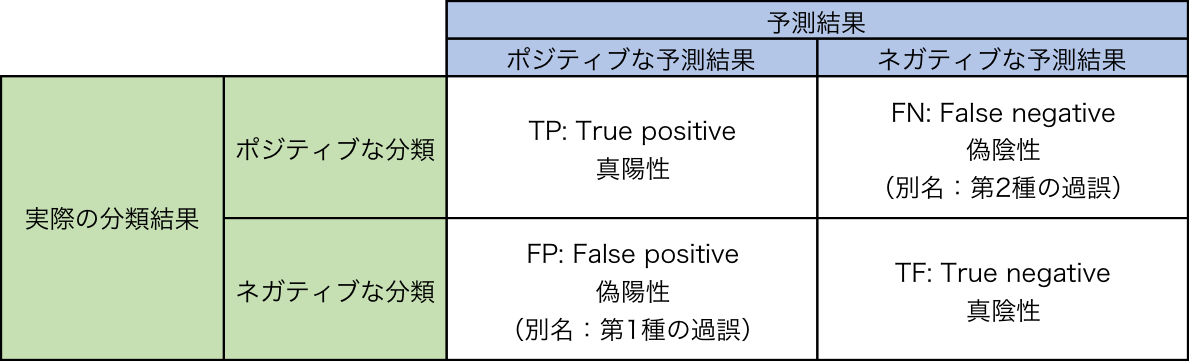 予測結果
ポジティブな予測結果
ネガティブな予測結果
実際の分類結果
ポジティブな分類
TP: True positive
真陽性
FN: False negative
偽陰性
（別名：第2種の過誤）
ネガティブな分類
FP: False positive
偽陽性
（別名：第1種の過誤）
TF: True negative
真陰性